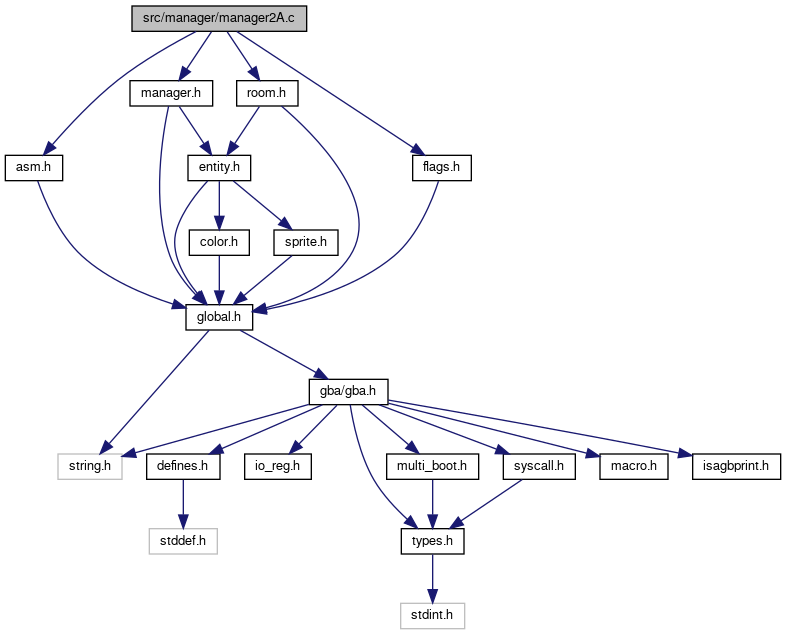 src/manager/manager2A.c
manager.h
room.h
asm.h
entity.h
flags.h
color.h
sprite.h
global.h
gba/gba.h
string.h
defines.h
io_reg.h
multi_boot.h
syscall.h
macro.h
isagbprint.h
stddef.h
types.h
stdint.h